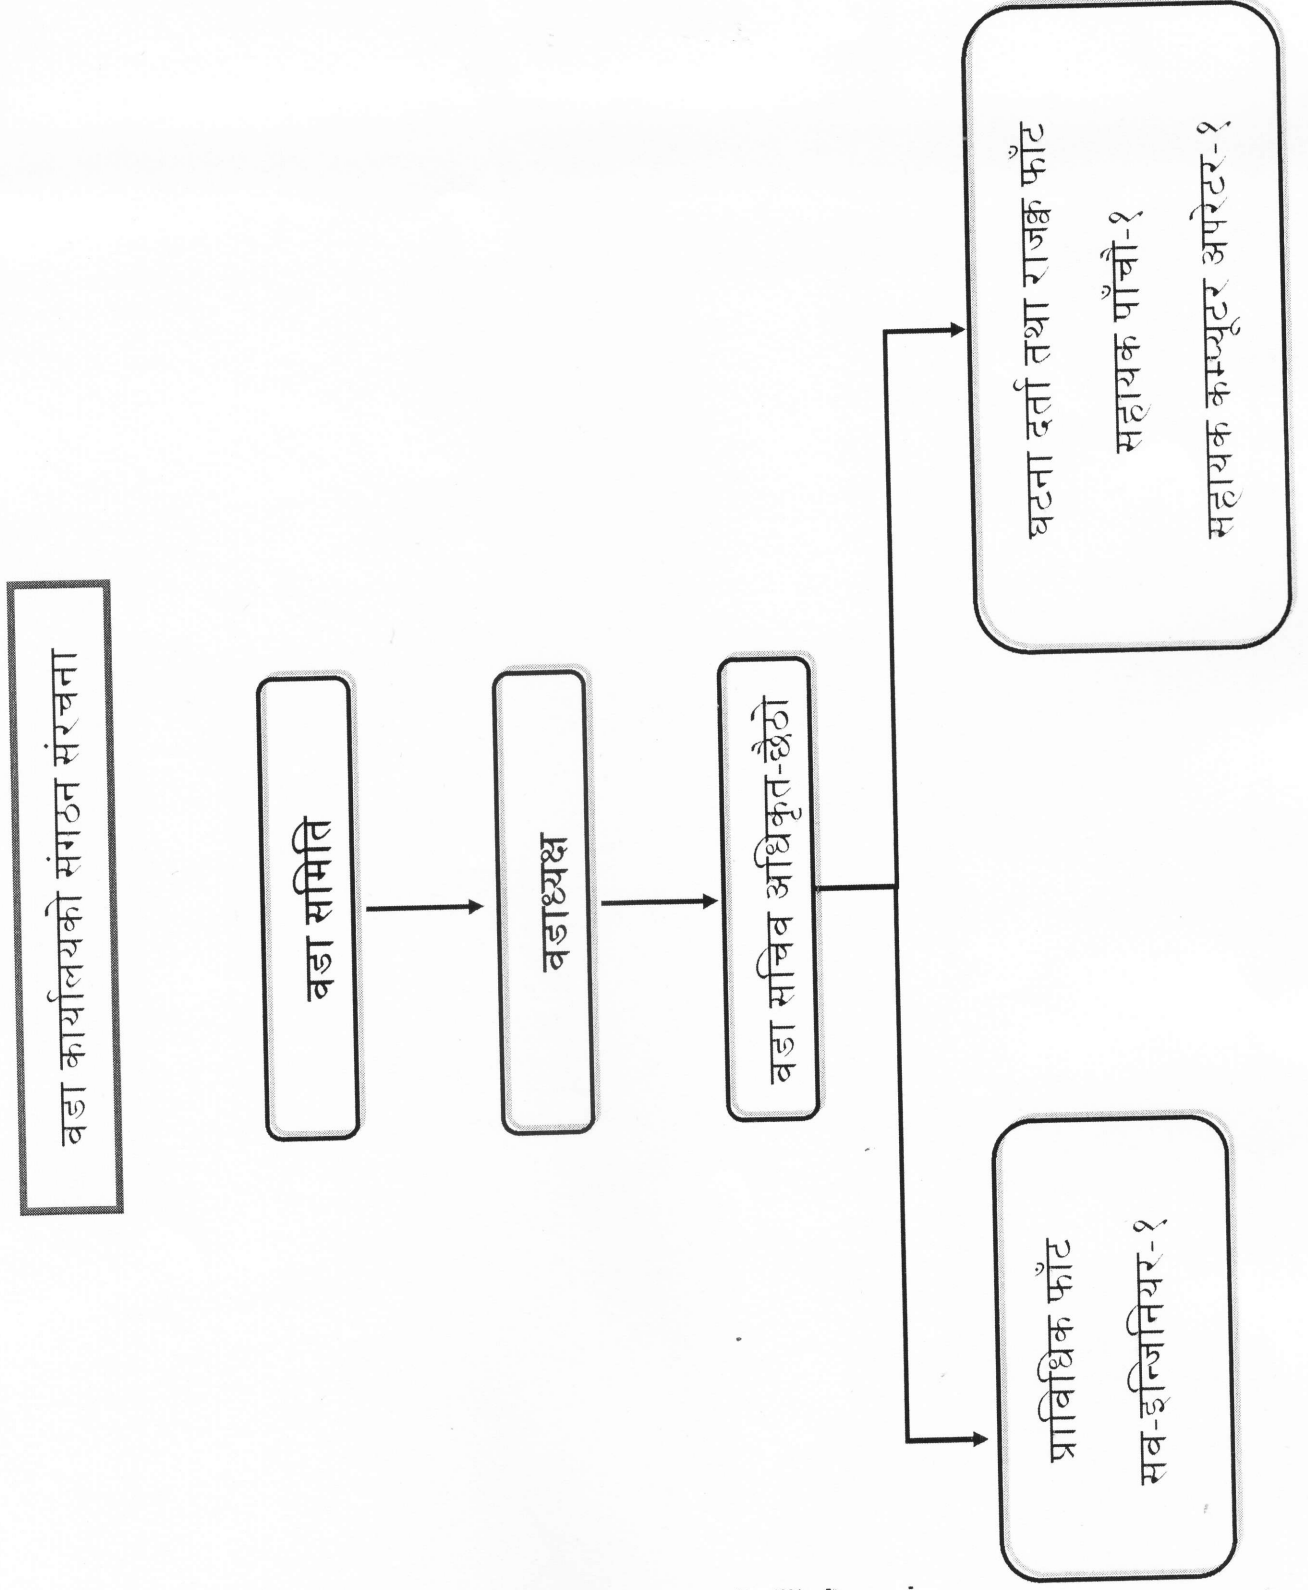 वडा कार्यालयको संगठन संरचना
वडा समिति
वडाध्यक्ष
वडा सचिव अधिकृत-छैठौ
प्राविधिक फाँट
सव-इन्जिनियर-१
घटना दर्ता तथा राजश्व फाँट
सहायक पाँचौ-१
सहायक कम्प्यूटर अपरेटर-१